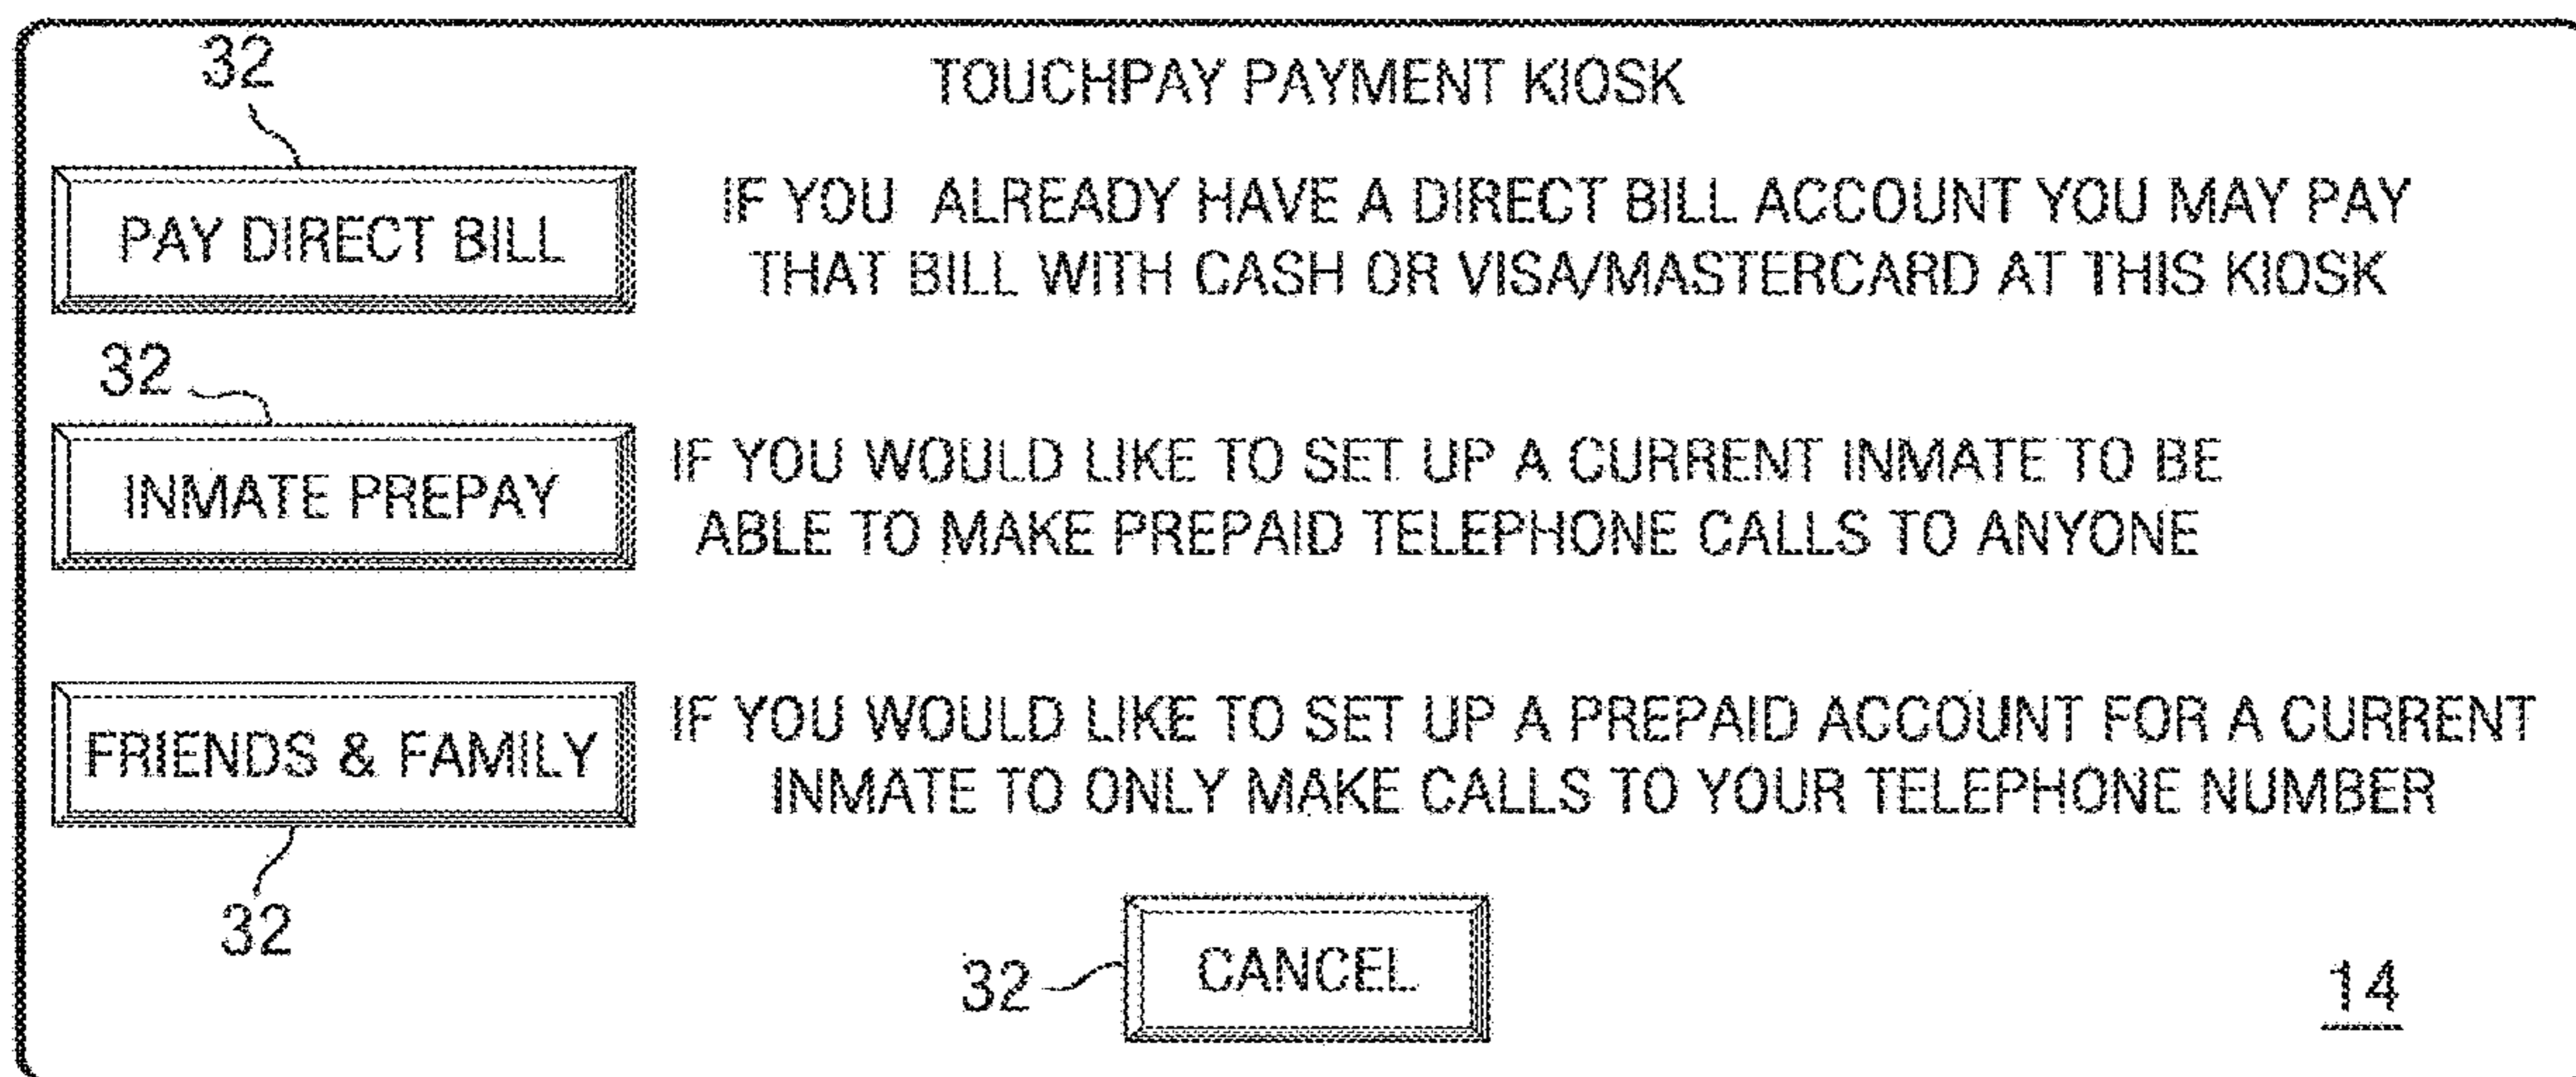 32
TOUCHPAY PAYMENT KIOSK
PAY DIRECT BILL
IF YOU ALREADY HAVE A DIRECT BILL ACCOUNT YOU MAY PAY
THAT BILL WITH CASH OR VISA/MASTERCARD AT THIS KIOSK
32
INMATE PREPAY
IF YOU WOULD LIKE TO SET UP A CURRENT INMATE TO BE
ABLE TO MAKE PREPAID TELEPHONE CALLS TO ANYONE
FRIENDS & FAMILY
IF YOU WOULD LIKE TO SET UP A PREPAID ACCOUNT FOR A CURRENT
INMATE TO ONLY MAKE CALLS TO YOUR TELEPHONE NUMBER
32
32
CANCEL
14